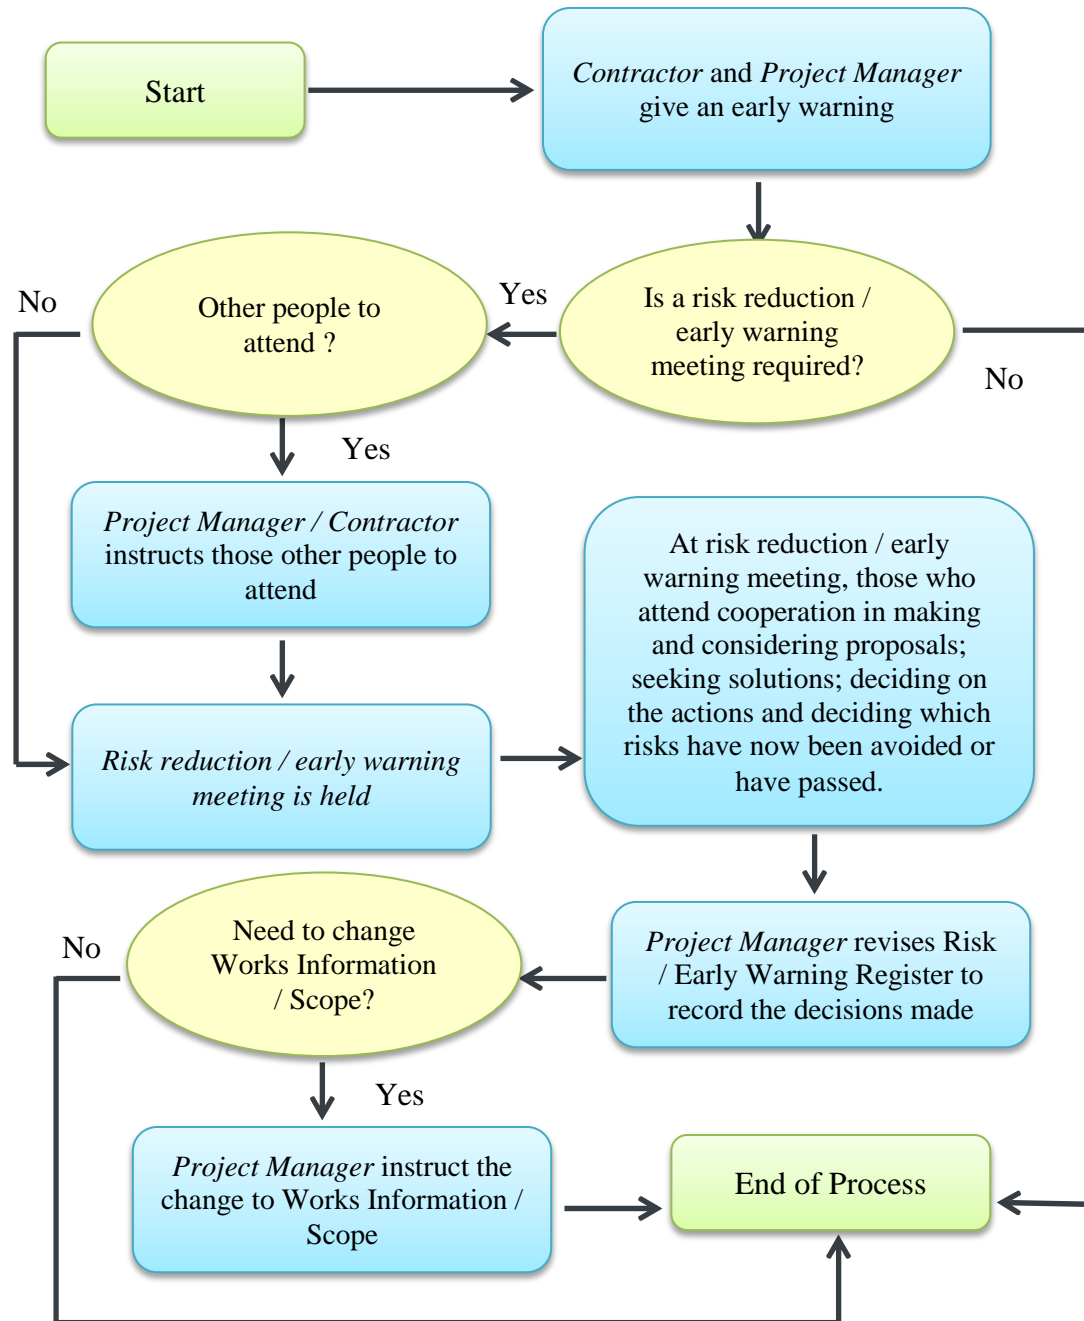 Start
Contractor and Project Manager
give an early warning
Is a risk reduction /
early warning
meeting required?
Yes
No
Other people to
attend ?
No
Yes
Project Manager / Contractor
instructs those other people to
attend
Risk reduction / early warning
meeting is held
At risk reduction / early
warning meeting, those who
attend cooperation in making
and considering proposals;
seeking solutions; deciding on
the actions and deciding which
risks have now been avoided or
have passed.
Project Manager revises Risk
/ Early Warning Register to
record the decisions made
Need to change
Works Information
/ Scope?
No
Yes
Project Manager instruct the
change to Works Information /
Scope
End of Process